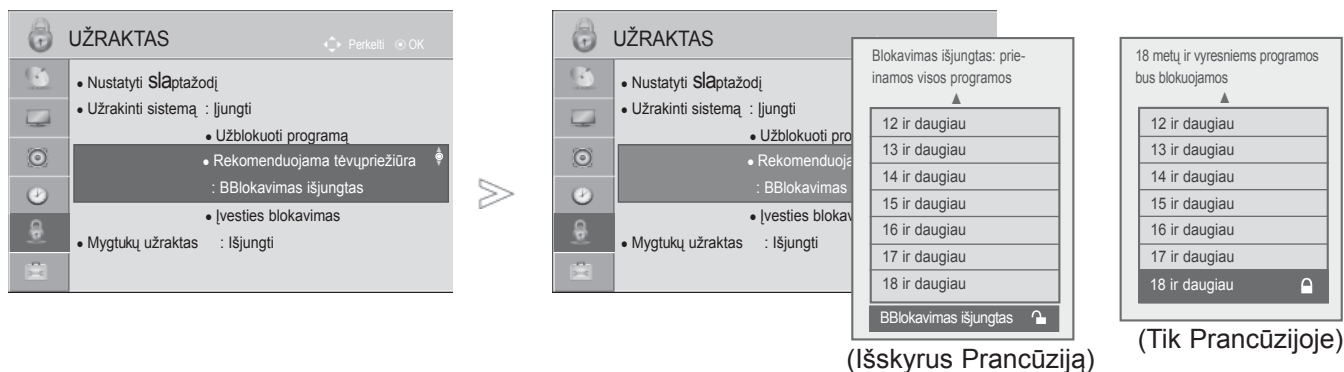 UŽRAKTAS
Perkelti OK
• Nustatyti slaptažodį
• Užrakinti sistemą : Įjungti
• Užblokuoti programą
• Rekomenduojama tėvųpriežiūra
: BBlokavimas išjungtas
• Įvesties blokavimas
• Mygtukų užraktas : Išjungti
UŽRAKTAS
• Nustatyti slaptažodį
• Užrakinti sistemą : Įjungti
• Užblokuoti pro
• Rekomenduoja
: BBlokavimas
• Įvesties blokav
• Mygtukų užraktas : Išjungti
Blokavimas išjungtas: prie-
inamos visos programos
12 ir daugiau
13 ir daugiau
14 ir daugiau
15 ir daugiau
16 ir daugiau
17 ir daugiau
18 ir daugiau
BBlokavimas išjungtas
(Išskyrus Prancūziją)
18 metų ir vyresniems programos
bus blokuojamos
12 ir daugiau
13 ir daugiau
14 ir daugiau
15 ir daugiau
16 ir daugiau
17 ir daugiau
18 ir daugiau
(Tik Prancūzijoje)